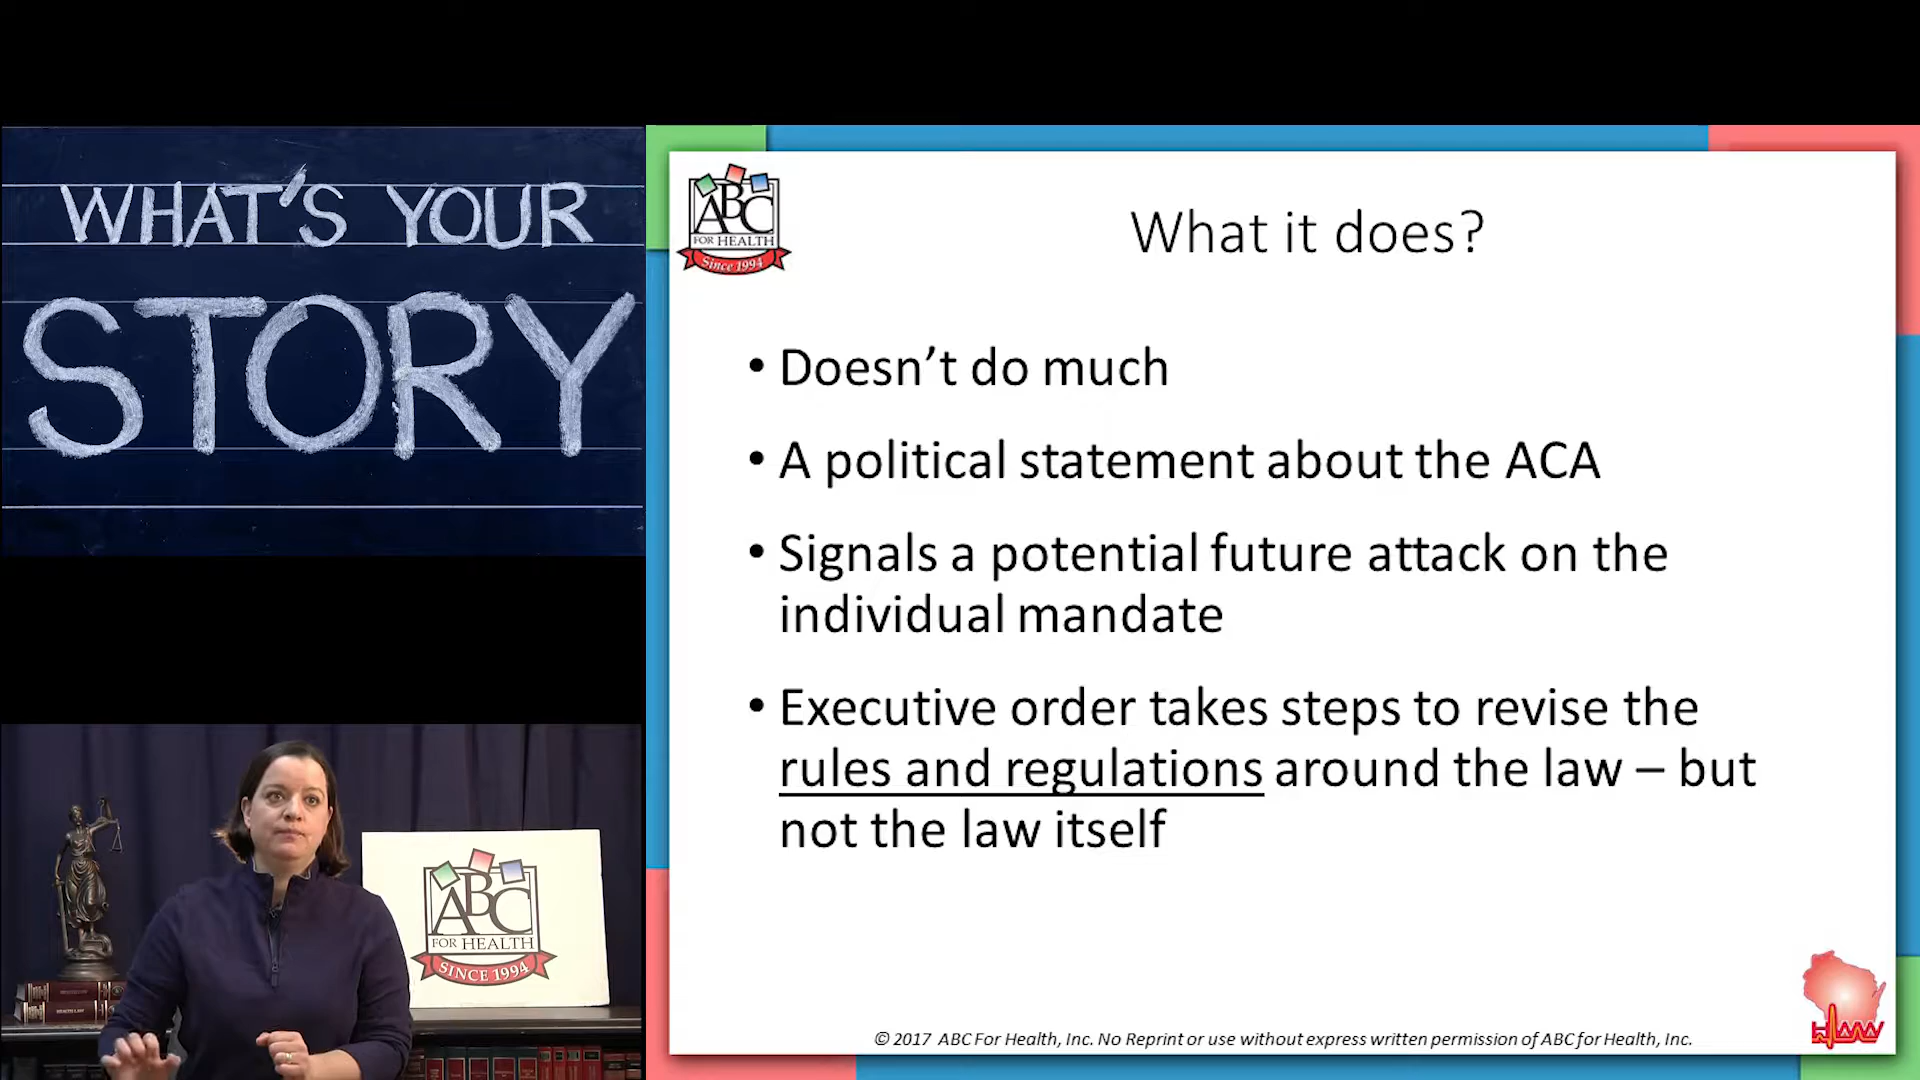 WHAT'S YOUR
STORY
ABC
FOR HEALTH
Since 1994
What it does?
• Doesn't do much
• A political statement about the ACA
• Signals a potential future attack on the
individual mandate
• Executive order takes steps to revise the
rules and regulations around the law – but
not the law itself
ABC
FOR HEALTH
SINCE 1994
© 2017 ABC For Health, Inc. No Reprint or use without express written permission of ABC for Health, Inc.